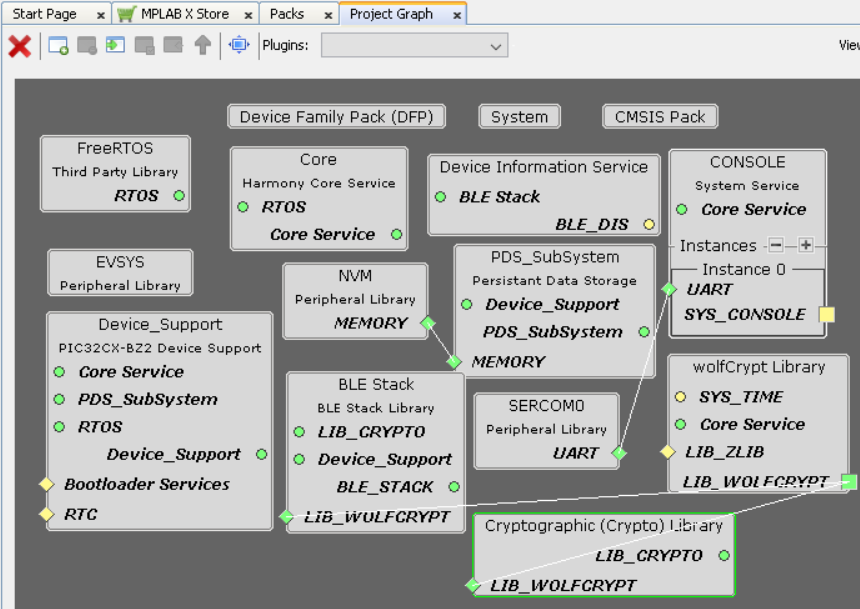 Start Page
MPLAB X Store
Packs
Project Graph
Plugins:
Device Family Pack (DFP)
System
CMSIS Pack
FreeRTOS
Third Party Library
RTOS
Core
Harmony Core Service
RTOS
Core Service
Device Information Service
BLE Stack
BLE_DIS
CONSOLE
System Service
Core Service
Instances
Instance 0
UART
SYS_CONSOLE
EVSYS
Peripheral Library
NVM
Peripheral Library
MEMORY
PDS_SubSystem
Persistant Data Storage
Device_Support
PDS_SubSystem
MEMORY
Device_Support
PIC32CX-BZ2 Device Support
Core Service
PDS_SubSystem
RTOS
Device_Support
Bootloader Services
RTC
BLE Stack
BLE Stack Library
LIB_CRYPTO
Device_Support
BLE_STACK
LIB_WOLFCRYPT
SERCOM0
Peripheral Library
UART
wolfCrypt Library
SYS_TIME
Core Service
LIB_ZLIB
LIB_WOLFCRYPT
Cryptographic (Crypto) Library
LIB_CRYPTO
LIB_WOLFCRYPT